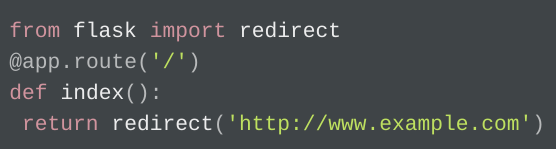 from flask import redirect
@app.route('/')
def index():
 return redirect('http://www.example.com')